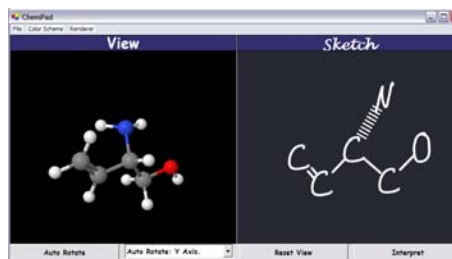 ChemPad
File Color Scheme Renderer
View Sketch
N
C C O
C C
Auto Rotate Auto Rotate: Y Axis. Reset View Interpret